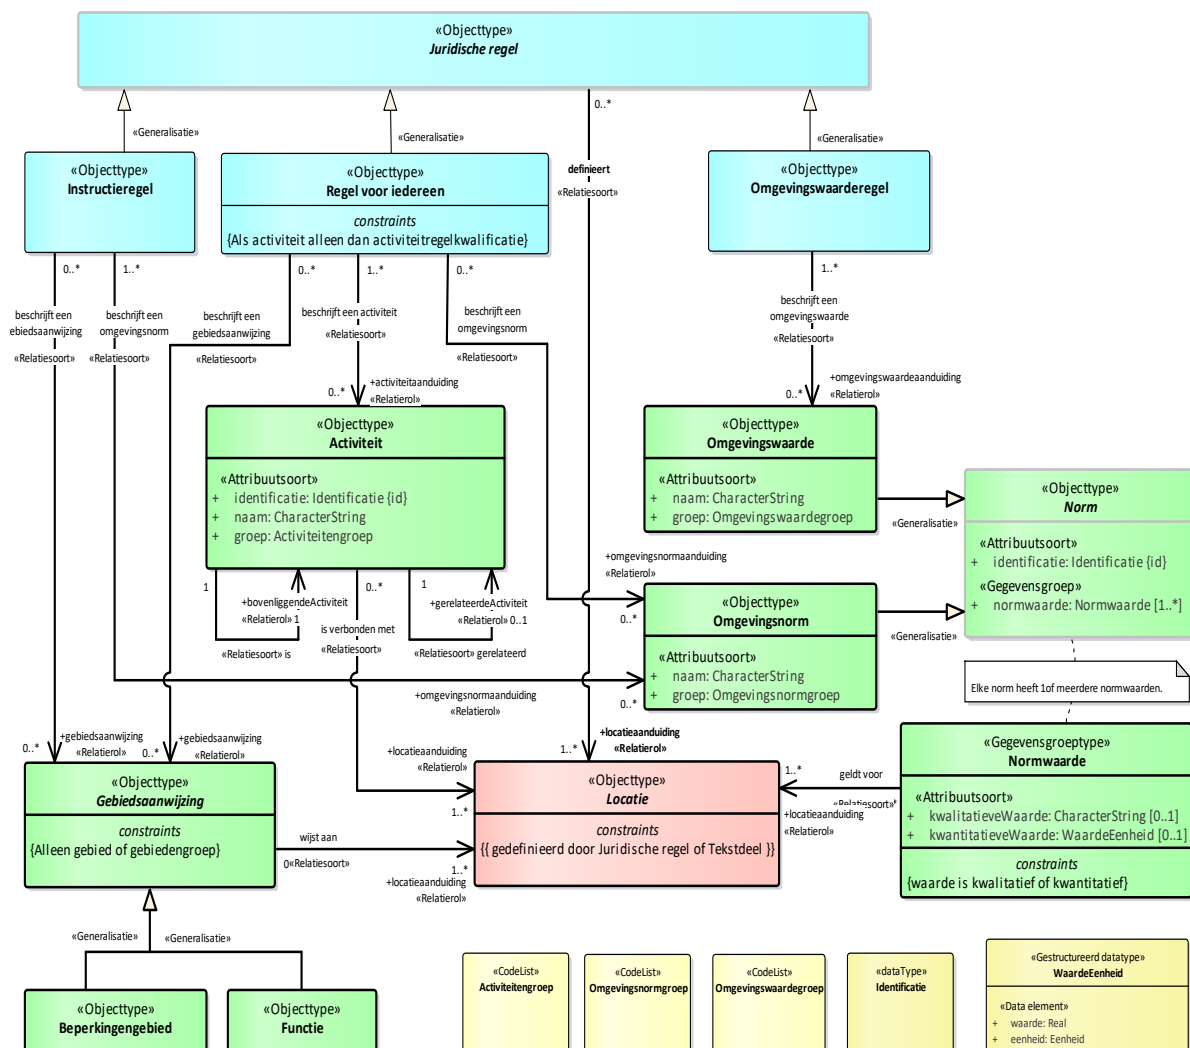 «Objecttype»
Juridische regel
0..*
«Generalisatie»
«Generalisatie»
«Generalisatie»
«Objecttype»
Instructieregel
«Objecttype»
Regel voor iedereen
constraints
{Als activiteit alleen dan activiteitregelkwalificatie}
definieert
«Relatiesoort»
«Objecttype»
Omgevingswaarderegel
0..*
1..*
0..*
1..*
0..*
1..*
beschrijft een
ebiedsaanwijzing
«Relatiesoort»
beschrijft een
omgevingsnorm
«Relatiesoort»
beschrijft een
gebiedsaanwijzing
«Relatiesoort»
beschrijft een activiteit
«Relatiesoort»
beschrijft een
omgevingsnorm
«Relatiesoort»
beschrijft een
omgevingswaarde
«Relatiesoort»
0..*
+activiteitaanduiding
«Relatierol»
+omgevingswaardeaanduiding
0..*
«Relatierol»
«Objecttype»
Activiteit
«Attribuutsoort»
+ identificatie: Identificatie {id}
+ naam: CharacterString
+ groep: Activiteitengroep
«Objecttype»
Omgevingswaarde
«Attribuutsoort»
+ naam: CharacterString
+ groep: Omgevingswaardegroep
«Generalisatie»
«Objecttype»
Norm
«Attribuutsoort»
+ identificatie: Identificatie {id}
«Gegevensgroep»
+ normwaarde: Normwaarde [1..*]
1
+bovenliggendeActiviteit
«Relatierol» 1
«Relatiesoort» is
0..*
is verbonden met
«Relatiesoort»
1
+gerelateerdeActiviteit
«Relatierol» 0..1
«Relatiesoort» gerelateerd
+omgevingsnormaanduiding
«Relatierol»
0..*
«Objecttype»
Omgevingsnorm
«Attribuutsoort»
+ naam: CharacterString
+ groep: Omgevingsnormgroep
«Generalisatie»
Elke norm heeft 1of meerdere normwaarden.
+omgevingsnormaanduiding
«Relatierol»
0..*
0..*
+gebiedsaanwijzing
«Relatierol»
0..*
+gebiedsaanwijzing
«Relatierol»
+locatieaanduiding
«Relatierol»
1..*
+locatieaanduiding
«Relatierol»
1..*
«Objecttype»
Gebiedsaanwijzing
constraints
{Alleen gebied of gebiedengroep}
wijst aan
0«Relatiesoort»
1..*
+locatieaanduiding
«Relatierol»
«Objecttype»
Locatie
constraints
{{ gedefinieerd door Juridische regel of Tekstdeel }}
1..*
geldt voor
«Relatiesoort»
+locatieaanduiding
«Relatierol»
«Gegevensgroeptype»
Normwaarde
«Attribuutsoort»
+ kwalitatieveWaarde: CharacterString [0..1]
+ kwantitatieveWaarde: WaardeEenheid [0..1]
constraints
{waarde is kwalitatief of kwantitatief}
«Generalisatie»
«Generalisatie»
«Objecttype»
Beperkingengebied
«Objecttype»
Functie
«CodeList»
Activiteitengroep
«CodeList»
Omgevingsnormgroep
«CodeList»
Omgevingswaardegroep
«dataType»
Identificatie
«Gestructureerd datatype»
WaardeEenheid
«Data element»
+ waarde: Real
+ eenheid: Eenheid